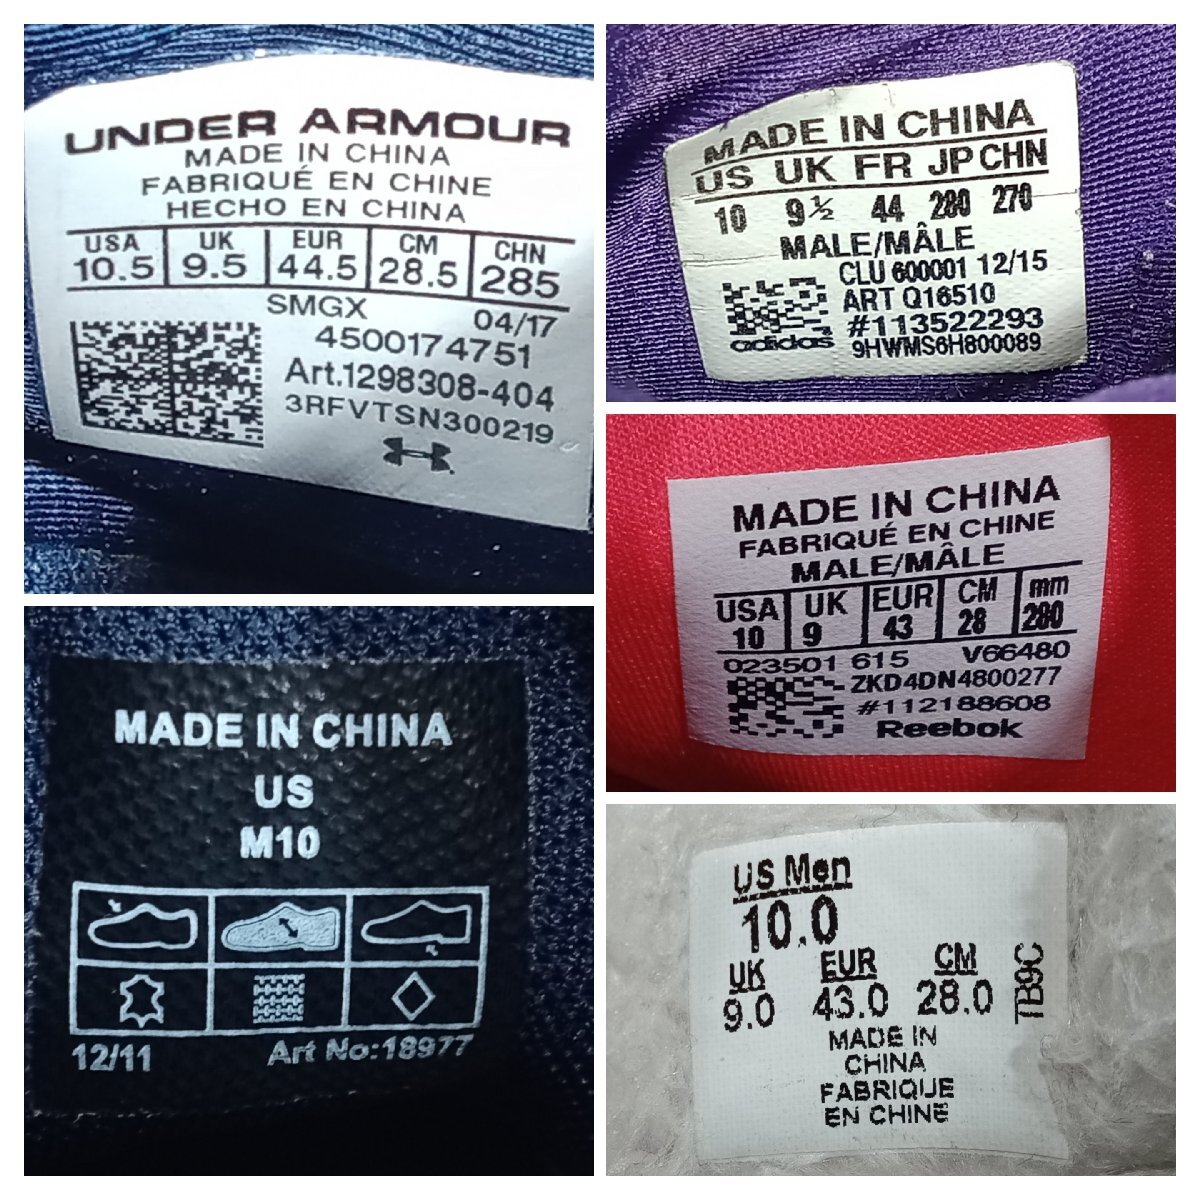 UNDER ARMOUR
MADE IN CHINA
FABRIQUÉ EN CHINE
HECHO EN CHINA
USA UK EUR CM CHN
10.5 9.5 44.5 28.5 285
SMGX 04/17
4500174751
Art.1298308-404
3RFVTSN300219
MADE IN CHINA
US UK FR JP CHN
10 9½ 44 280 270
MALE/MÂLE
CLU 600001 12/15
ART Q16510
#113522293
adidas 9HWMS6H800089
MADE IN CHINA
FABRIQUÉ EN CHINE
MALE/MÂLE
USA UK EUR CM mm
10 9 43 28 280
023501 615 V66480
ZKD4DN4800277
#112188608
Reebok
MADE IN CHINA
US
M10
12/11 Art No:18977
US Men
10.0
UK EUR CM
9.0 43.0 28.0
TB9C
MADE IN
CHINA
FABRIQUE
EN CHINE